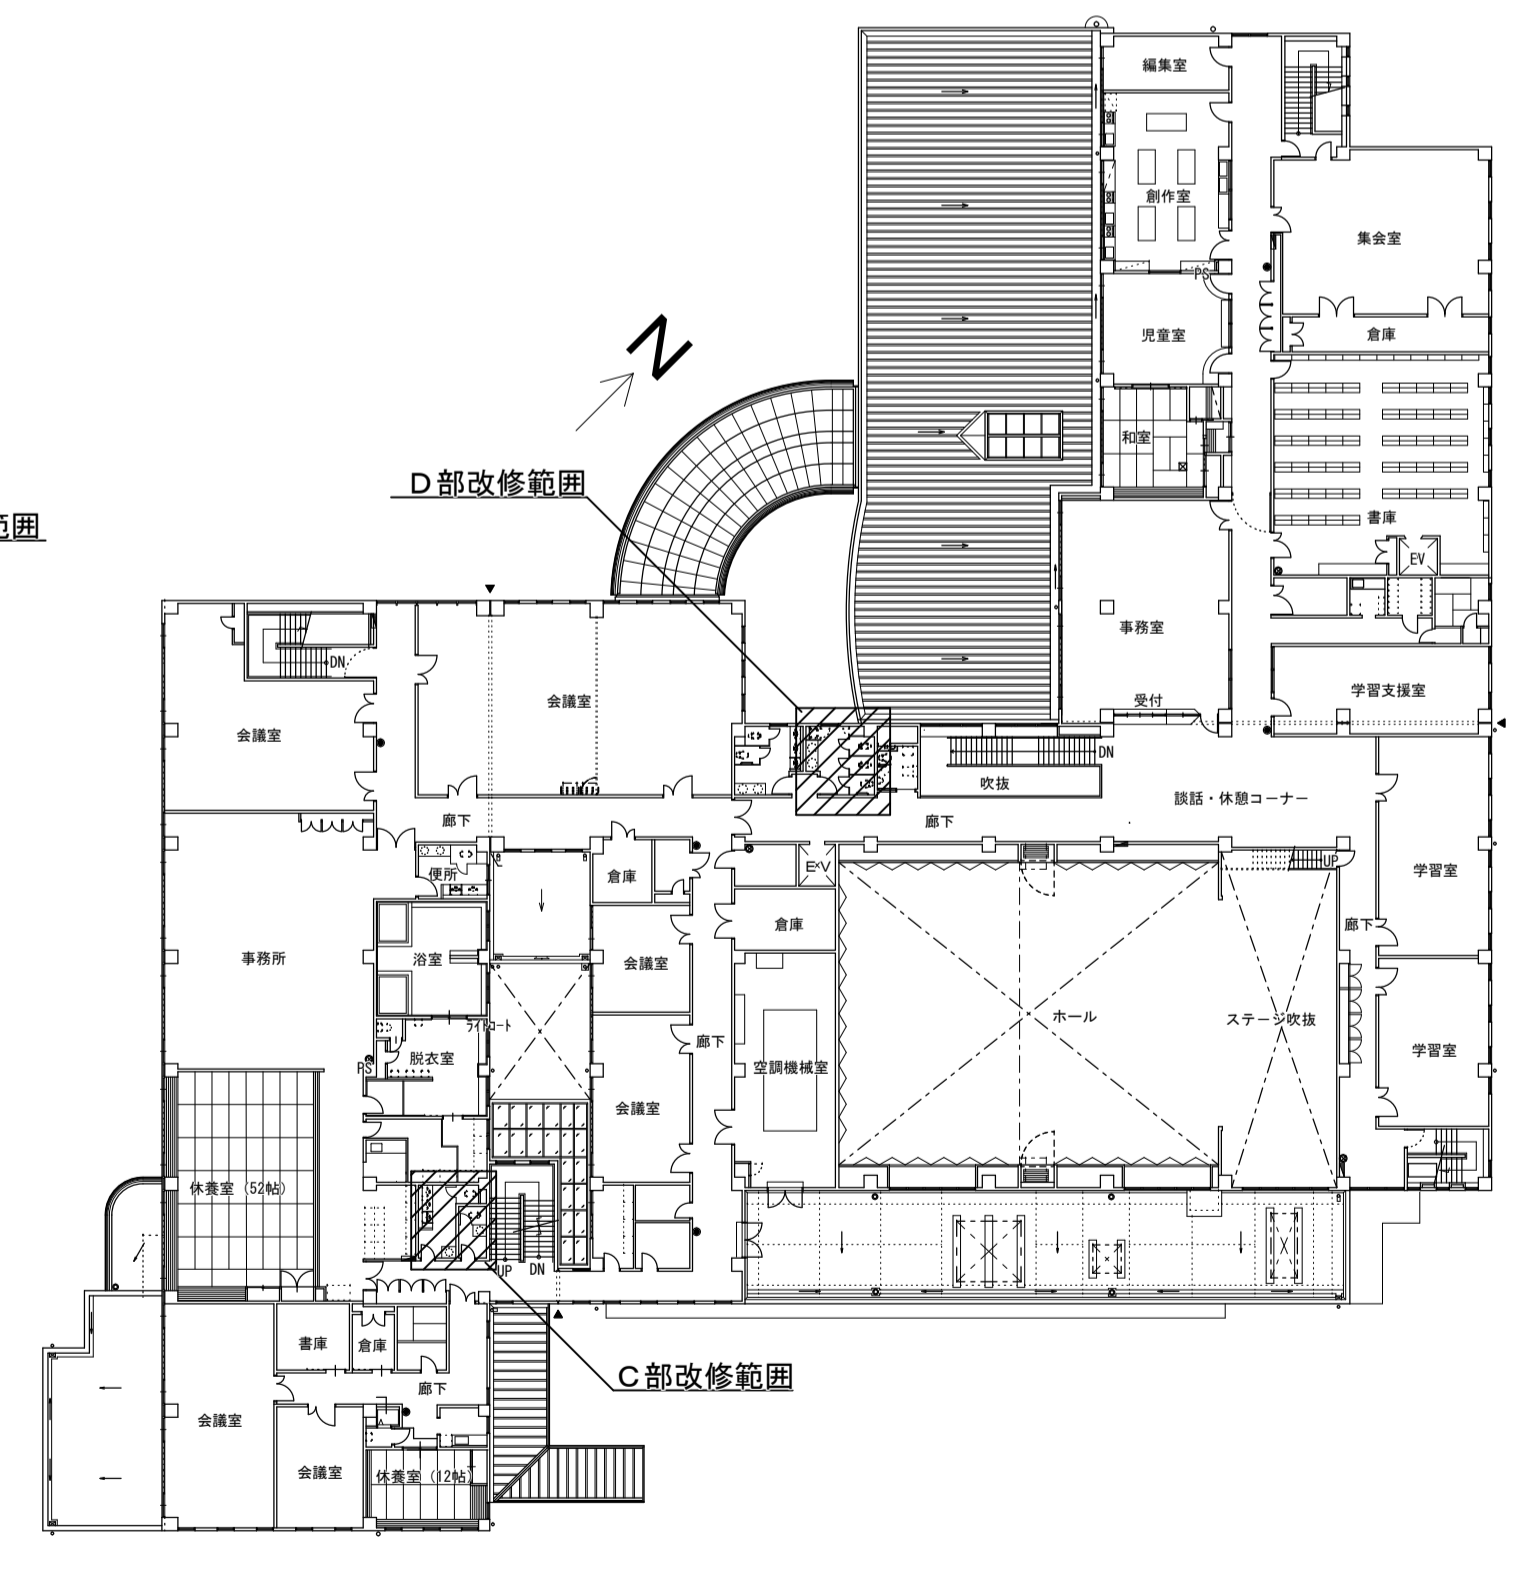 編集室
創作室
集会室
PS
児童室
倉庫
N
和室
D部改修範囲
書庫
範囲
EV
事務室
DN
学習支援室
会議室
受付
会議室
DN
吹抜
談話・休憩コーナー
廊下
廊下
UP
便所
倉庫
EV
学習室
倉庫
廊下
事務所
浴室
会議室
ホール
ステージ吹抜
ライトコート
廊下
脱衣室
学習室
PS
空調機械室
会議室
休養室(52帖)
UP
DN
書庫
倉庫
C部改修範囲
廊下
会議室
会議室
休養室(12帖)